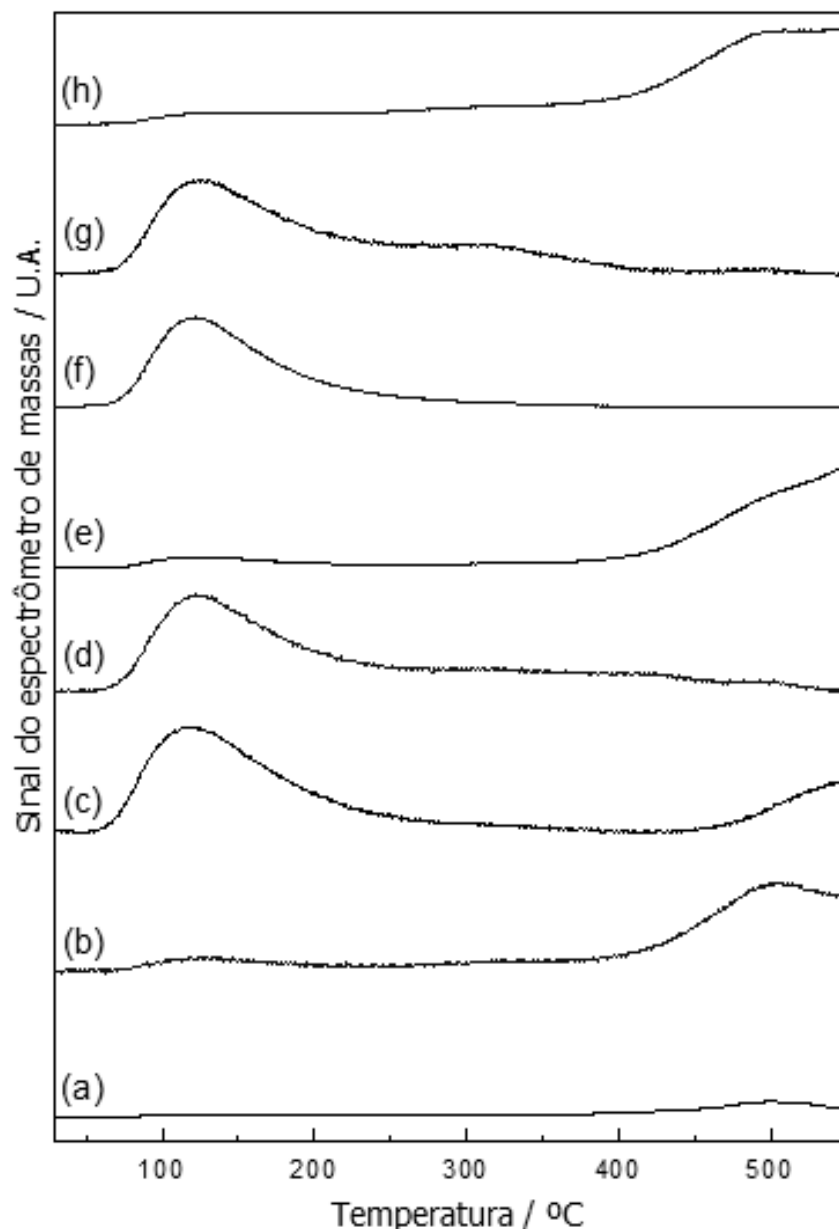 (h)
(g)
(f)
(e)
(d)
(c)
(b)
(a)
Sinal do espectrômetro de massas / U.A.
100 200 300 400 500
Temperatura / ºC